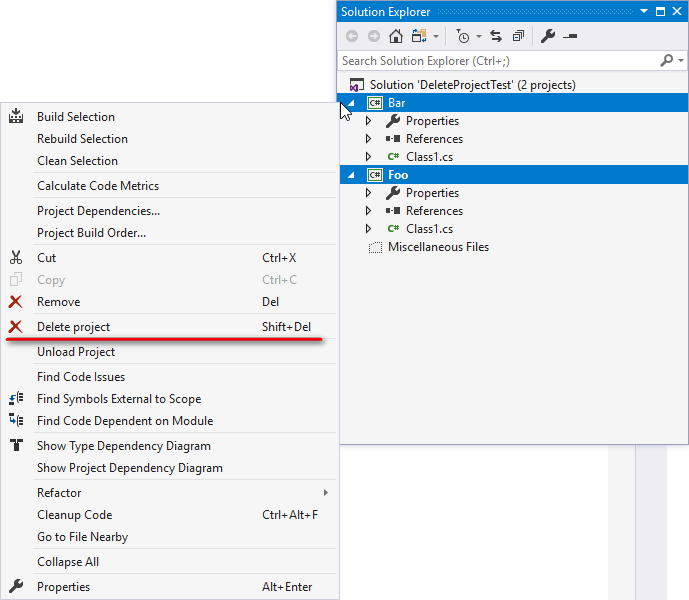 Solution Explorer
Search Solution Explorer (Ctrl+;)
Solution 'DeleteProjectTest' (2 projects)
C# Bar
Properties
References
C# Class1.cs
C# Foo
Properties
References
C# Class1.cs
Miscellaneous Files
Build Selection
Rebuild Selection
Clean Selection
Calculate Code Metrics
Project Dependencies...
Project Build Order...
Cut Ctrl+X
Copy Ctrl+C
Remove Del
Delete project Shift+Del
Unload Project
Find Code Issues
Find Symbols External to Scope
Find Code Dependent on Module
Show Type Dependency Diagram
Show Project Dependency Diagram
Refactor
Cleanup Code Ctrl+Alt+F
Go to File Nearby
Collapse All
Properties Alt+Enter